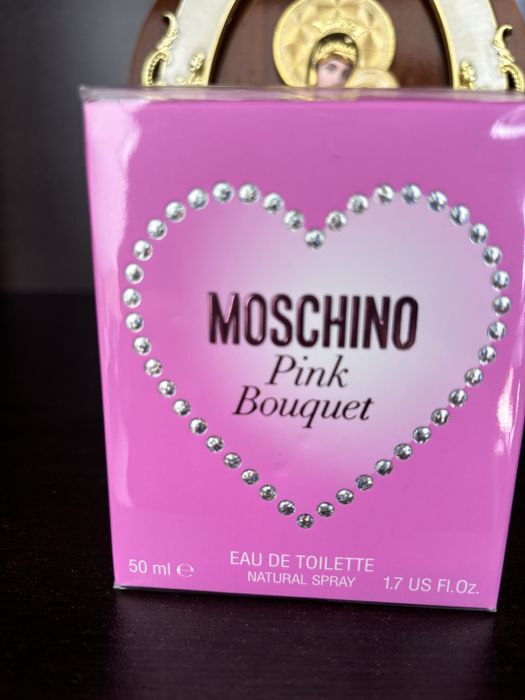 MOSCHINO
Pink
Bouquet
EAU DE TOILETTE
NATURAL SPRAY
50 ml ℮
1.7 US Fl.Oz.